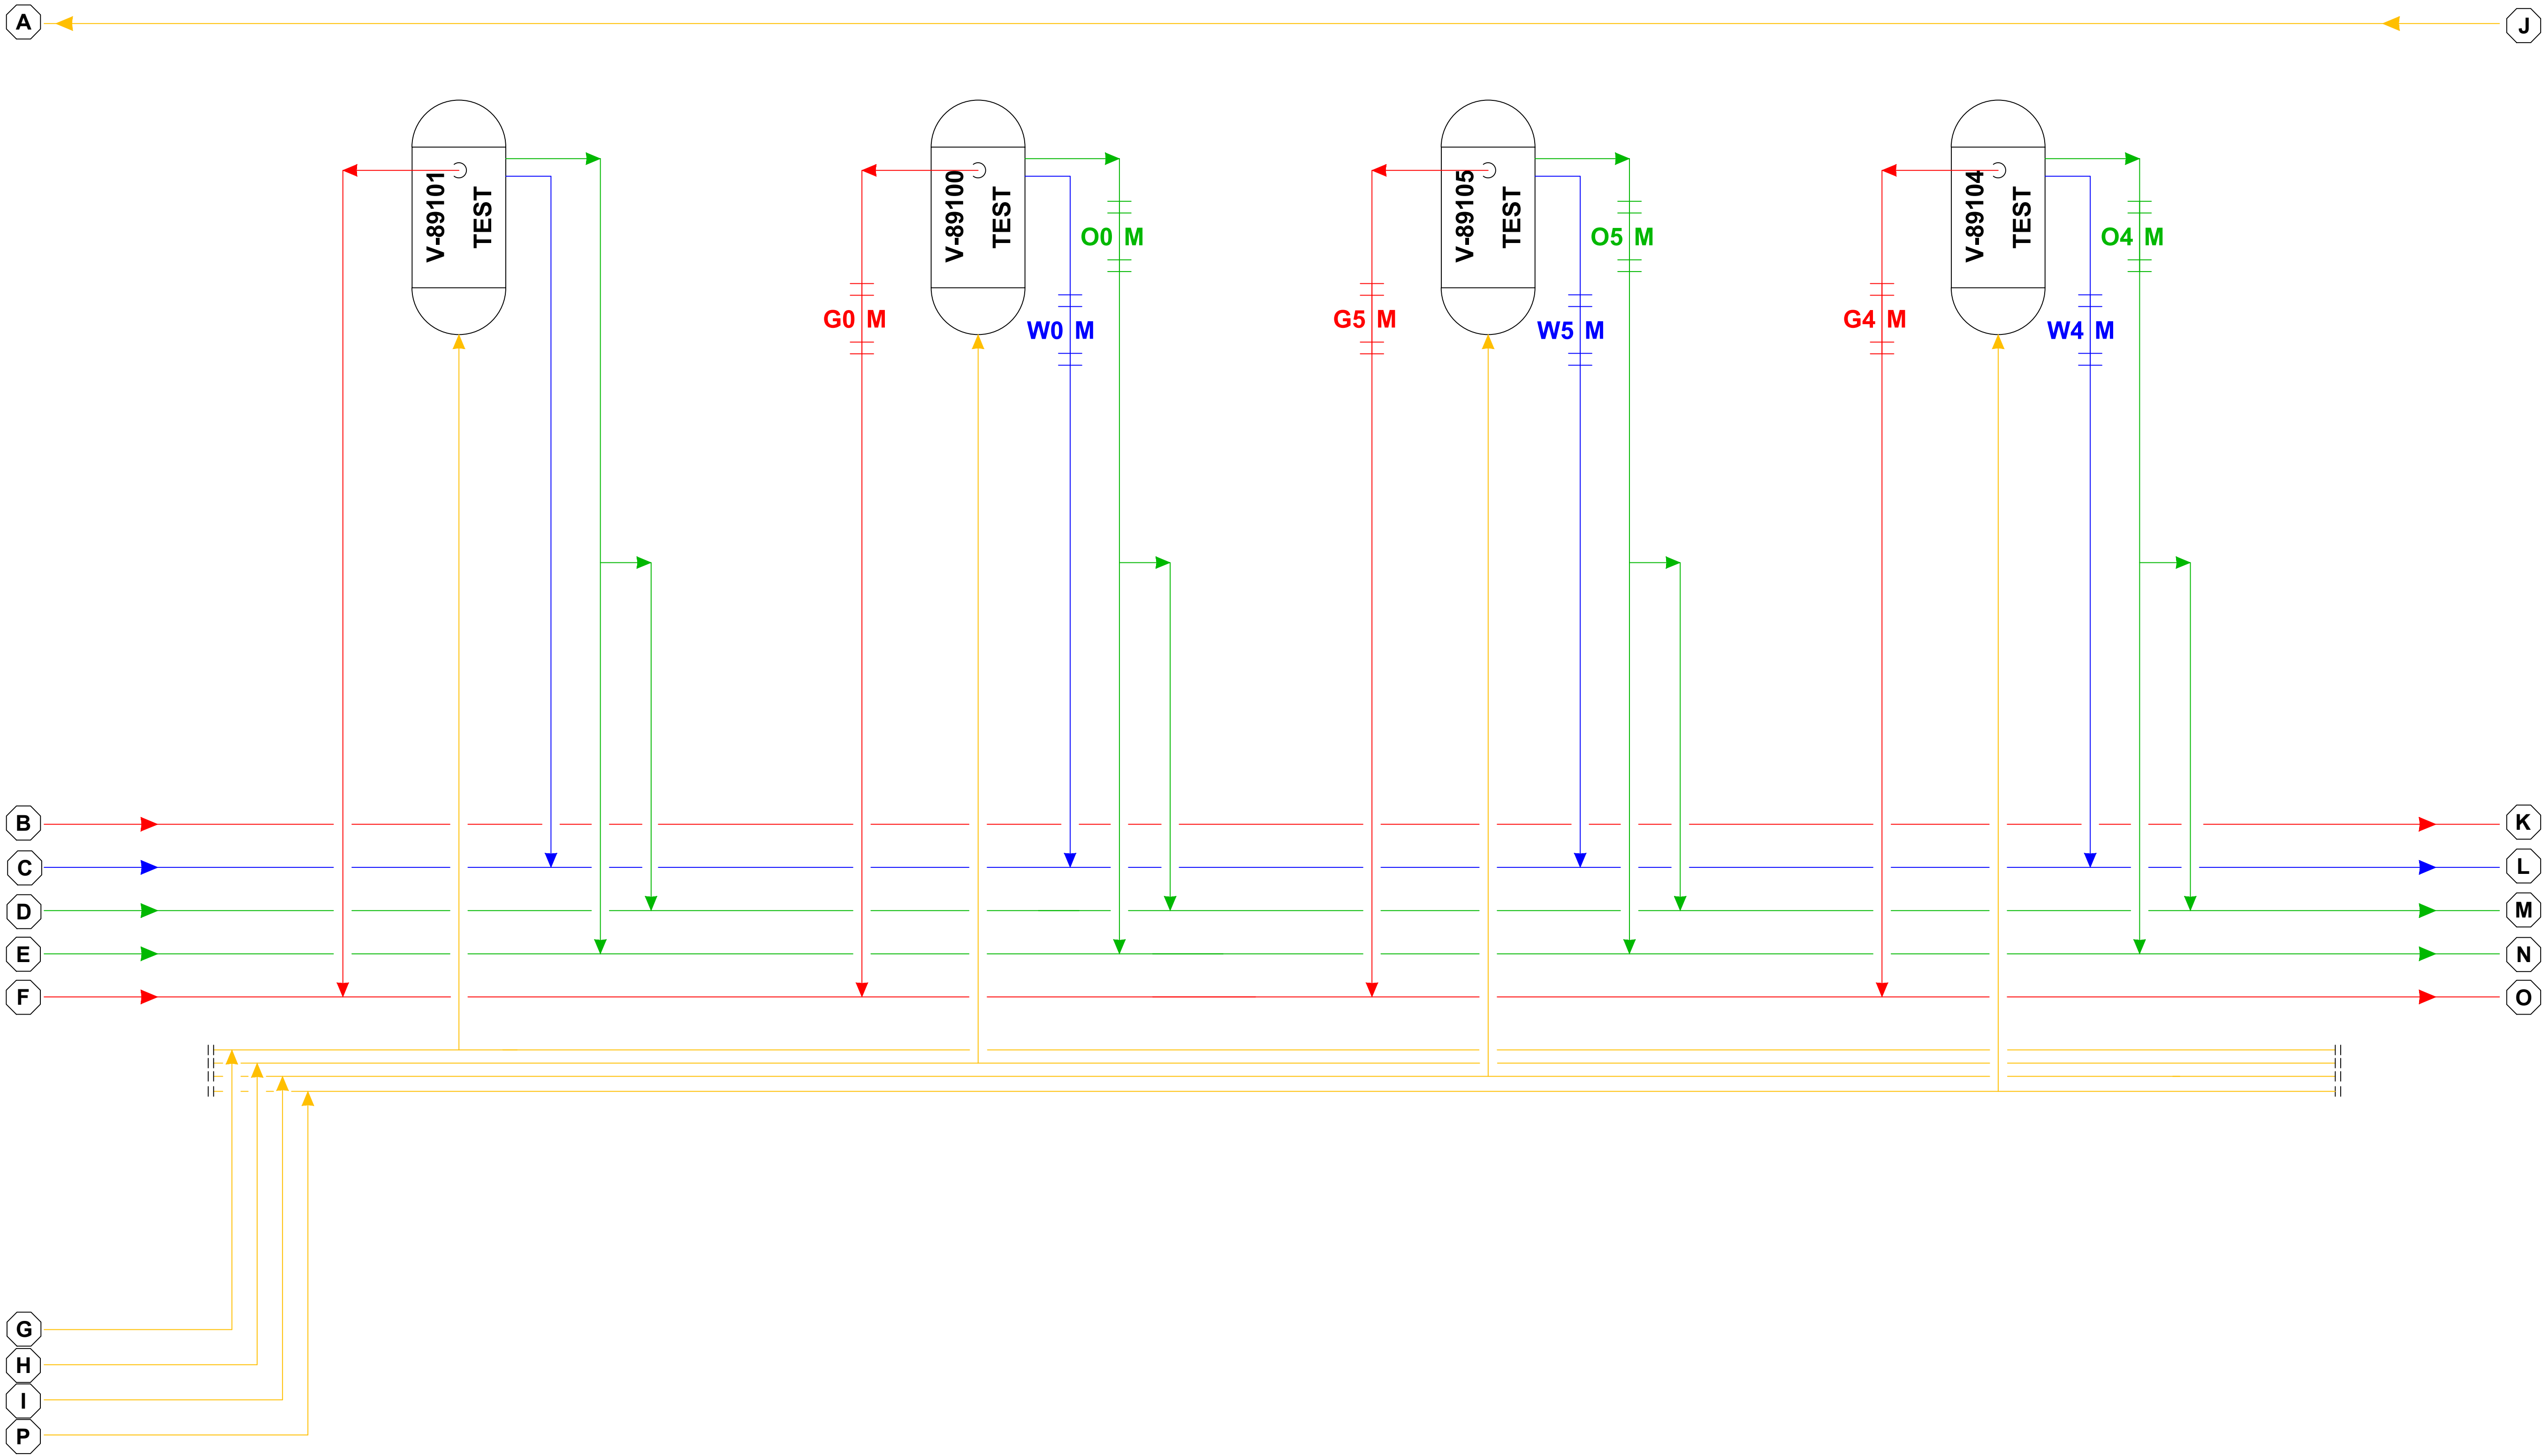 A
J
V-89101
TEST
V-89100
TEST
V-89105
TEST
V-89104
TEST
O0 M
O5 M
O4 M
G0 M
W0 M
G5 M
W5 M
G4 M
W4 M
B
K
C
L
D
M
E
N
F
O
G
H
I
P